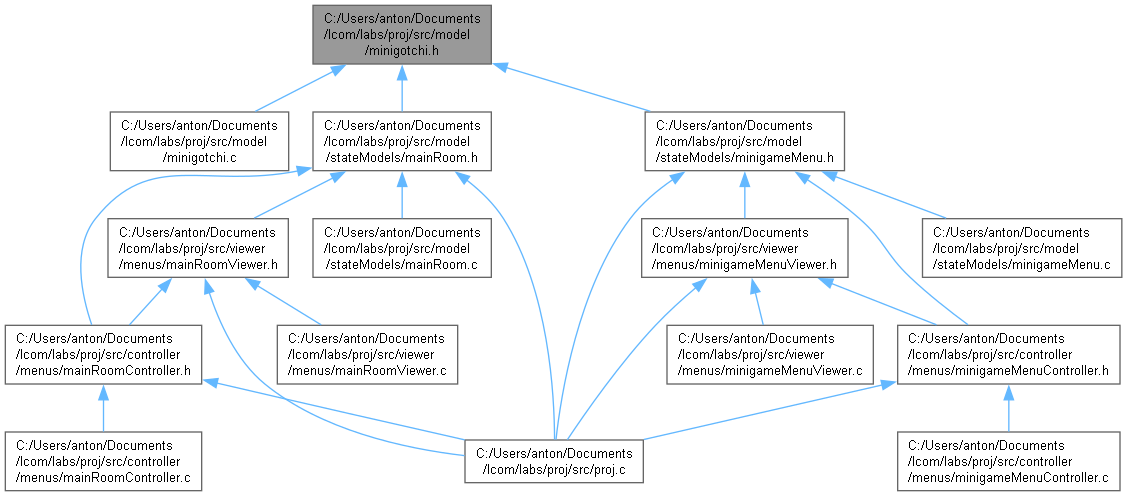 C:/Users/anton/Documents
/lcom/labs/proj/src/model
/minigotchi.h
C:/Users/anton/Documents
/lcom/labs/proj/src/model
/minigotchi.c
C:/Users/anton/Documents
/lcom/labs/proj/src/model
/stateModels/mainRoom.h
C:/Users/anton/Documents
/lcom/labs/proj/src/model
/stateModels/minigameMenu.h
C:/Users/anton/Documents
/lcom/labs/proj/src/viewer
/menus/mainRoomViewer.h
C:/Users/anton/Documents
/lcom/labs/proj/src/model
/stateModels/mainRoom.c
C:/Users/anton/Documents
/lcom/labs/proj/src/viewer
/menus/minigameMenuViewer.h
C:/Users/anton/Documents
/lcom/labs/proj/src/model
/stateModels/minigameMenu.c
C:/Users/anton/Documents
/lcom/labs/proj/src/controller
/menus/mainRoomController.h
C:/Users/anton/Documents
/lcom/labs/proj/src/viewer
/menus/mainRoomViewer.c
C:/Users/anton/Documents
/lcom/labs/proj/src/viewer
/menus/minigameMenuViewer.c
C:/Users/anton/Documents
/lcom/labs/proj/src/controller
/menus/minigameMenuController.h
C:/Users/anton/Documents
/lcom/labs/proj/src/controller
/menus/mainRoomController.c
C:/Users/anton/Documents
/lcom/labs/proj/src/proj.c
C:/Users/anton/Documents
/lcom/labs/proj/src/controller
/menus/minigameMenuController.c